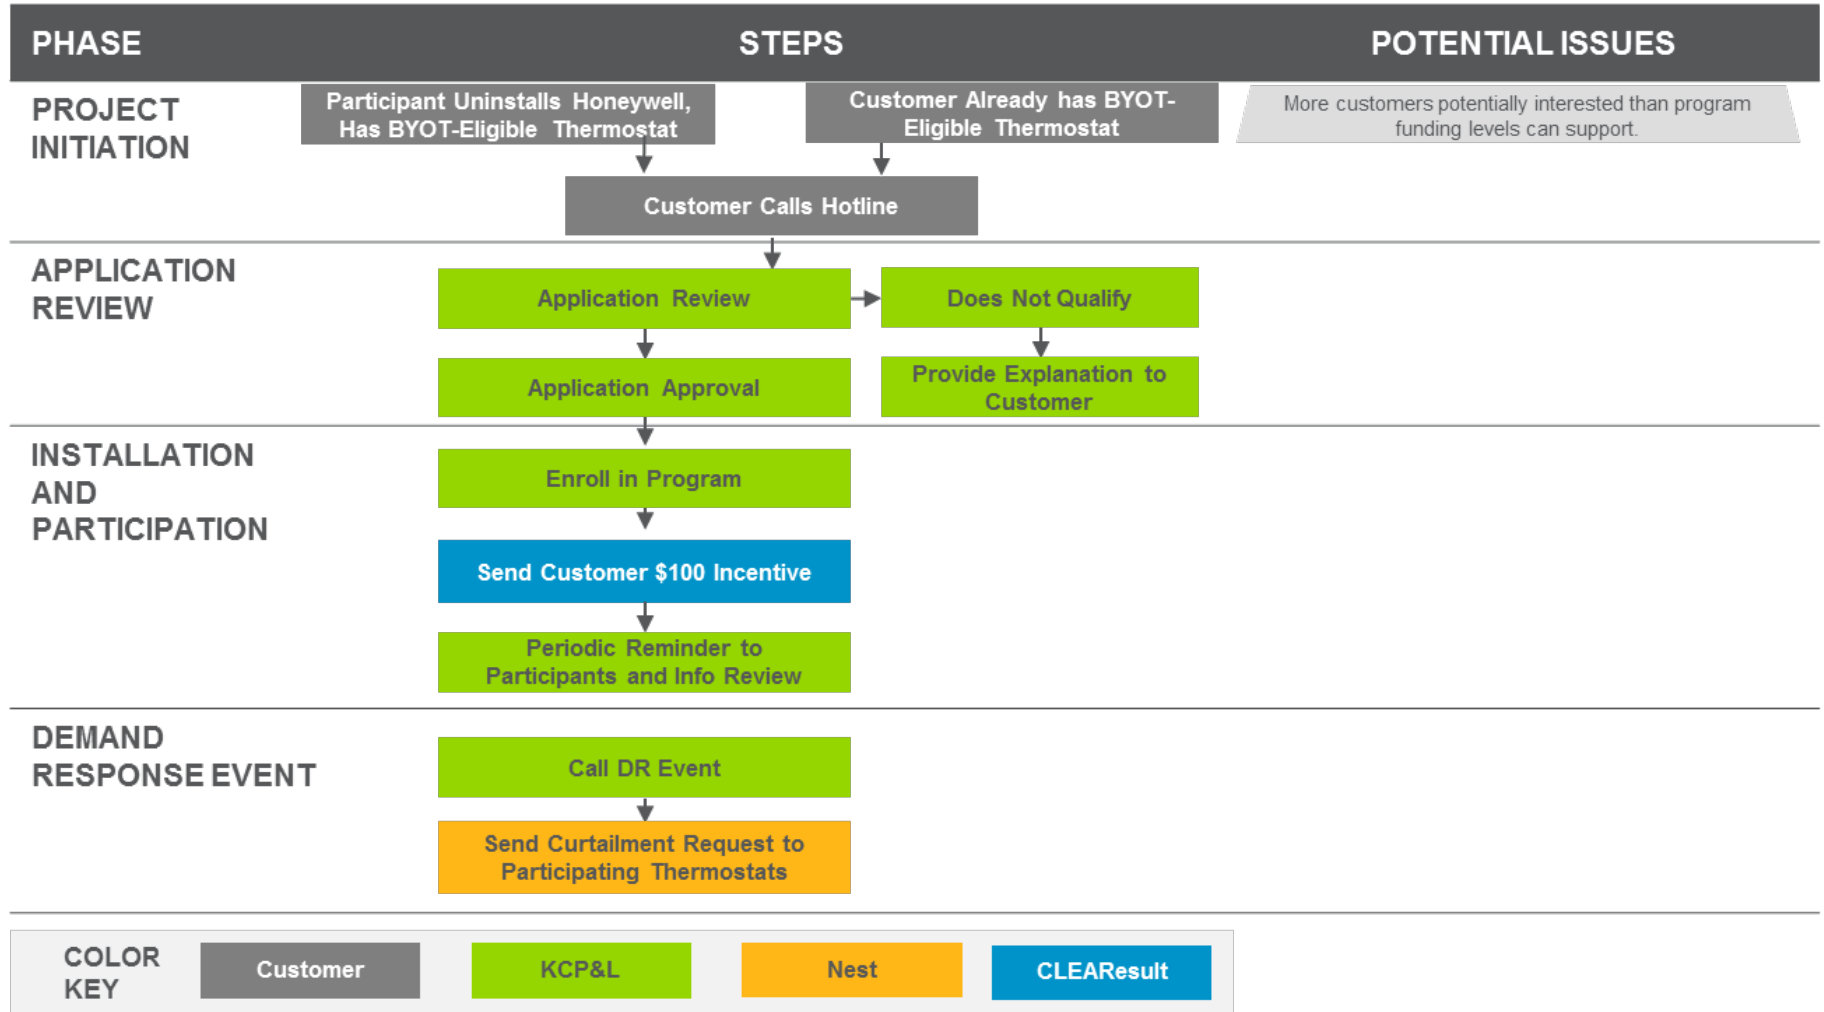 PHASE
STEPS
POTENTIAL ISSUES
PROJECT
INITIATION
Participant Uninstalls Honeywell,
Has BYOT-Eligible Thermostat
Customer Already has BYOT-
Eligible Thermostat
More customers potentially interested than program
funding levels can support.
Customer Calls Hotline
APPLICATION
REVIEW
Application Review
Does Not Qualify
Application Approval
Provide Explanation to
Customer
INSTALLATION
AND
PARTICIPATION
Enroll in Program
Send Customer $100 Incentive
Periodic Reminder to
Participants and Info Review
DEMAND
RESPONSE EVENT
Call DR Event
Send Curtailment Request to
Participating Thermostats
COLOR
KEY
Customer
KCP&L
Nest
CLEAResult